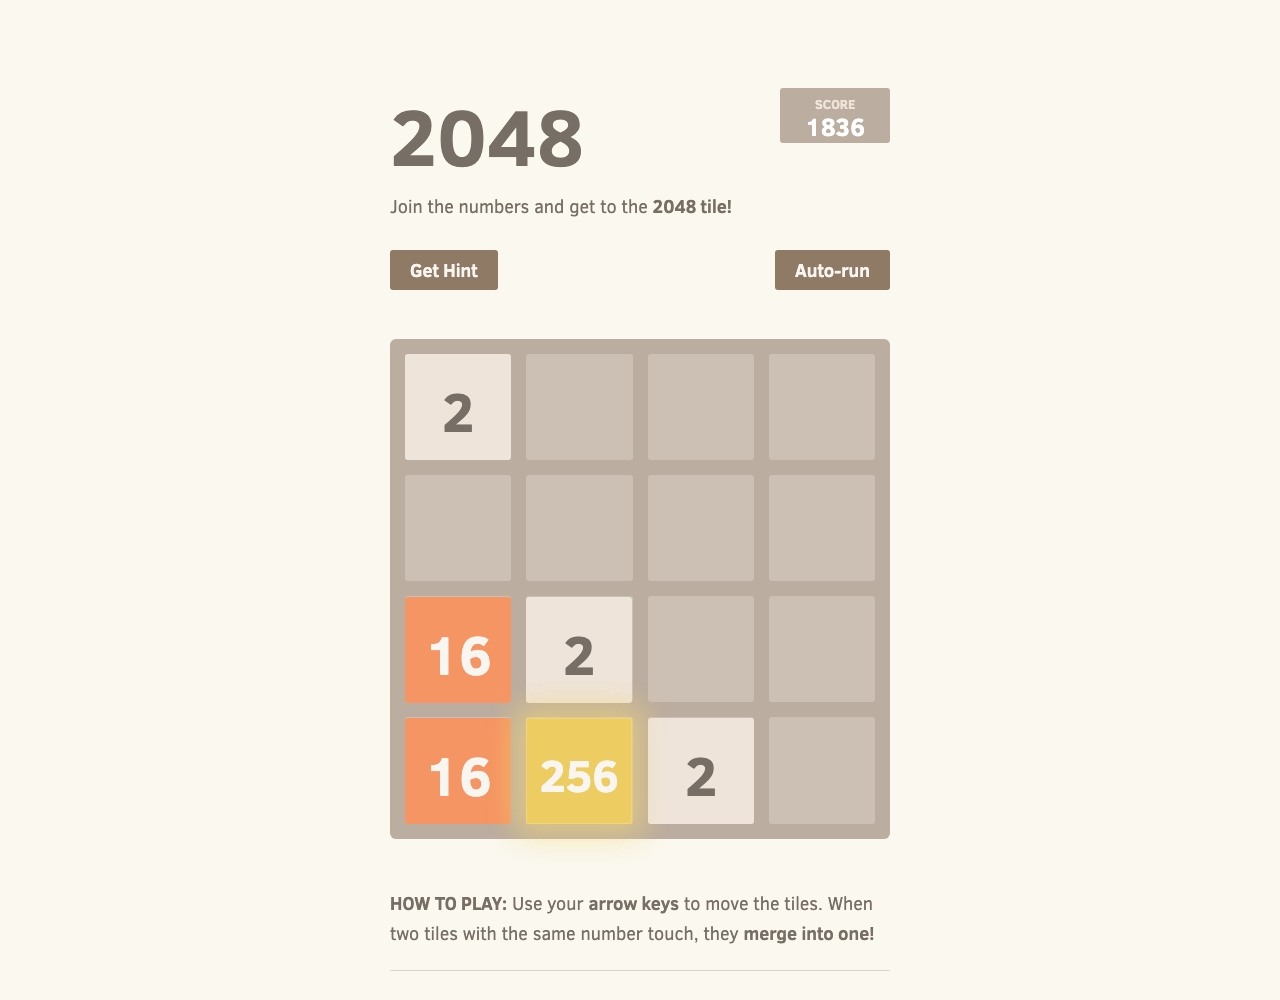 2048
SCORE
1836
Join the numbers and get to the 2048 tile!
Get Hint
Auto-run
2
16
2
16
256
2
HOW TO PLAY: Use your arrow keys to move the tiles. When
two tiles with the same number touch, they merge into one!